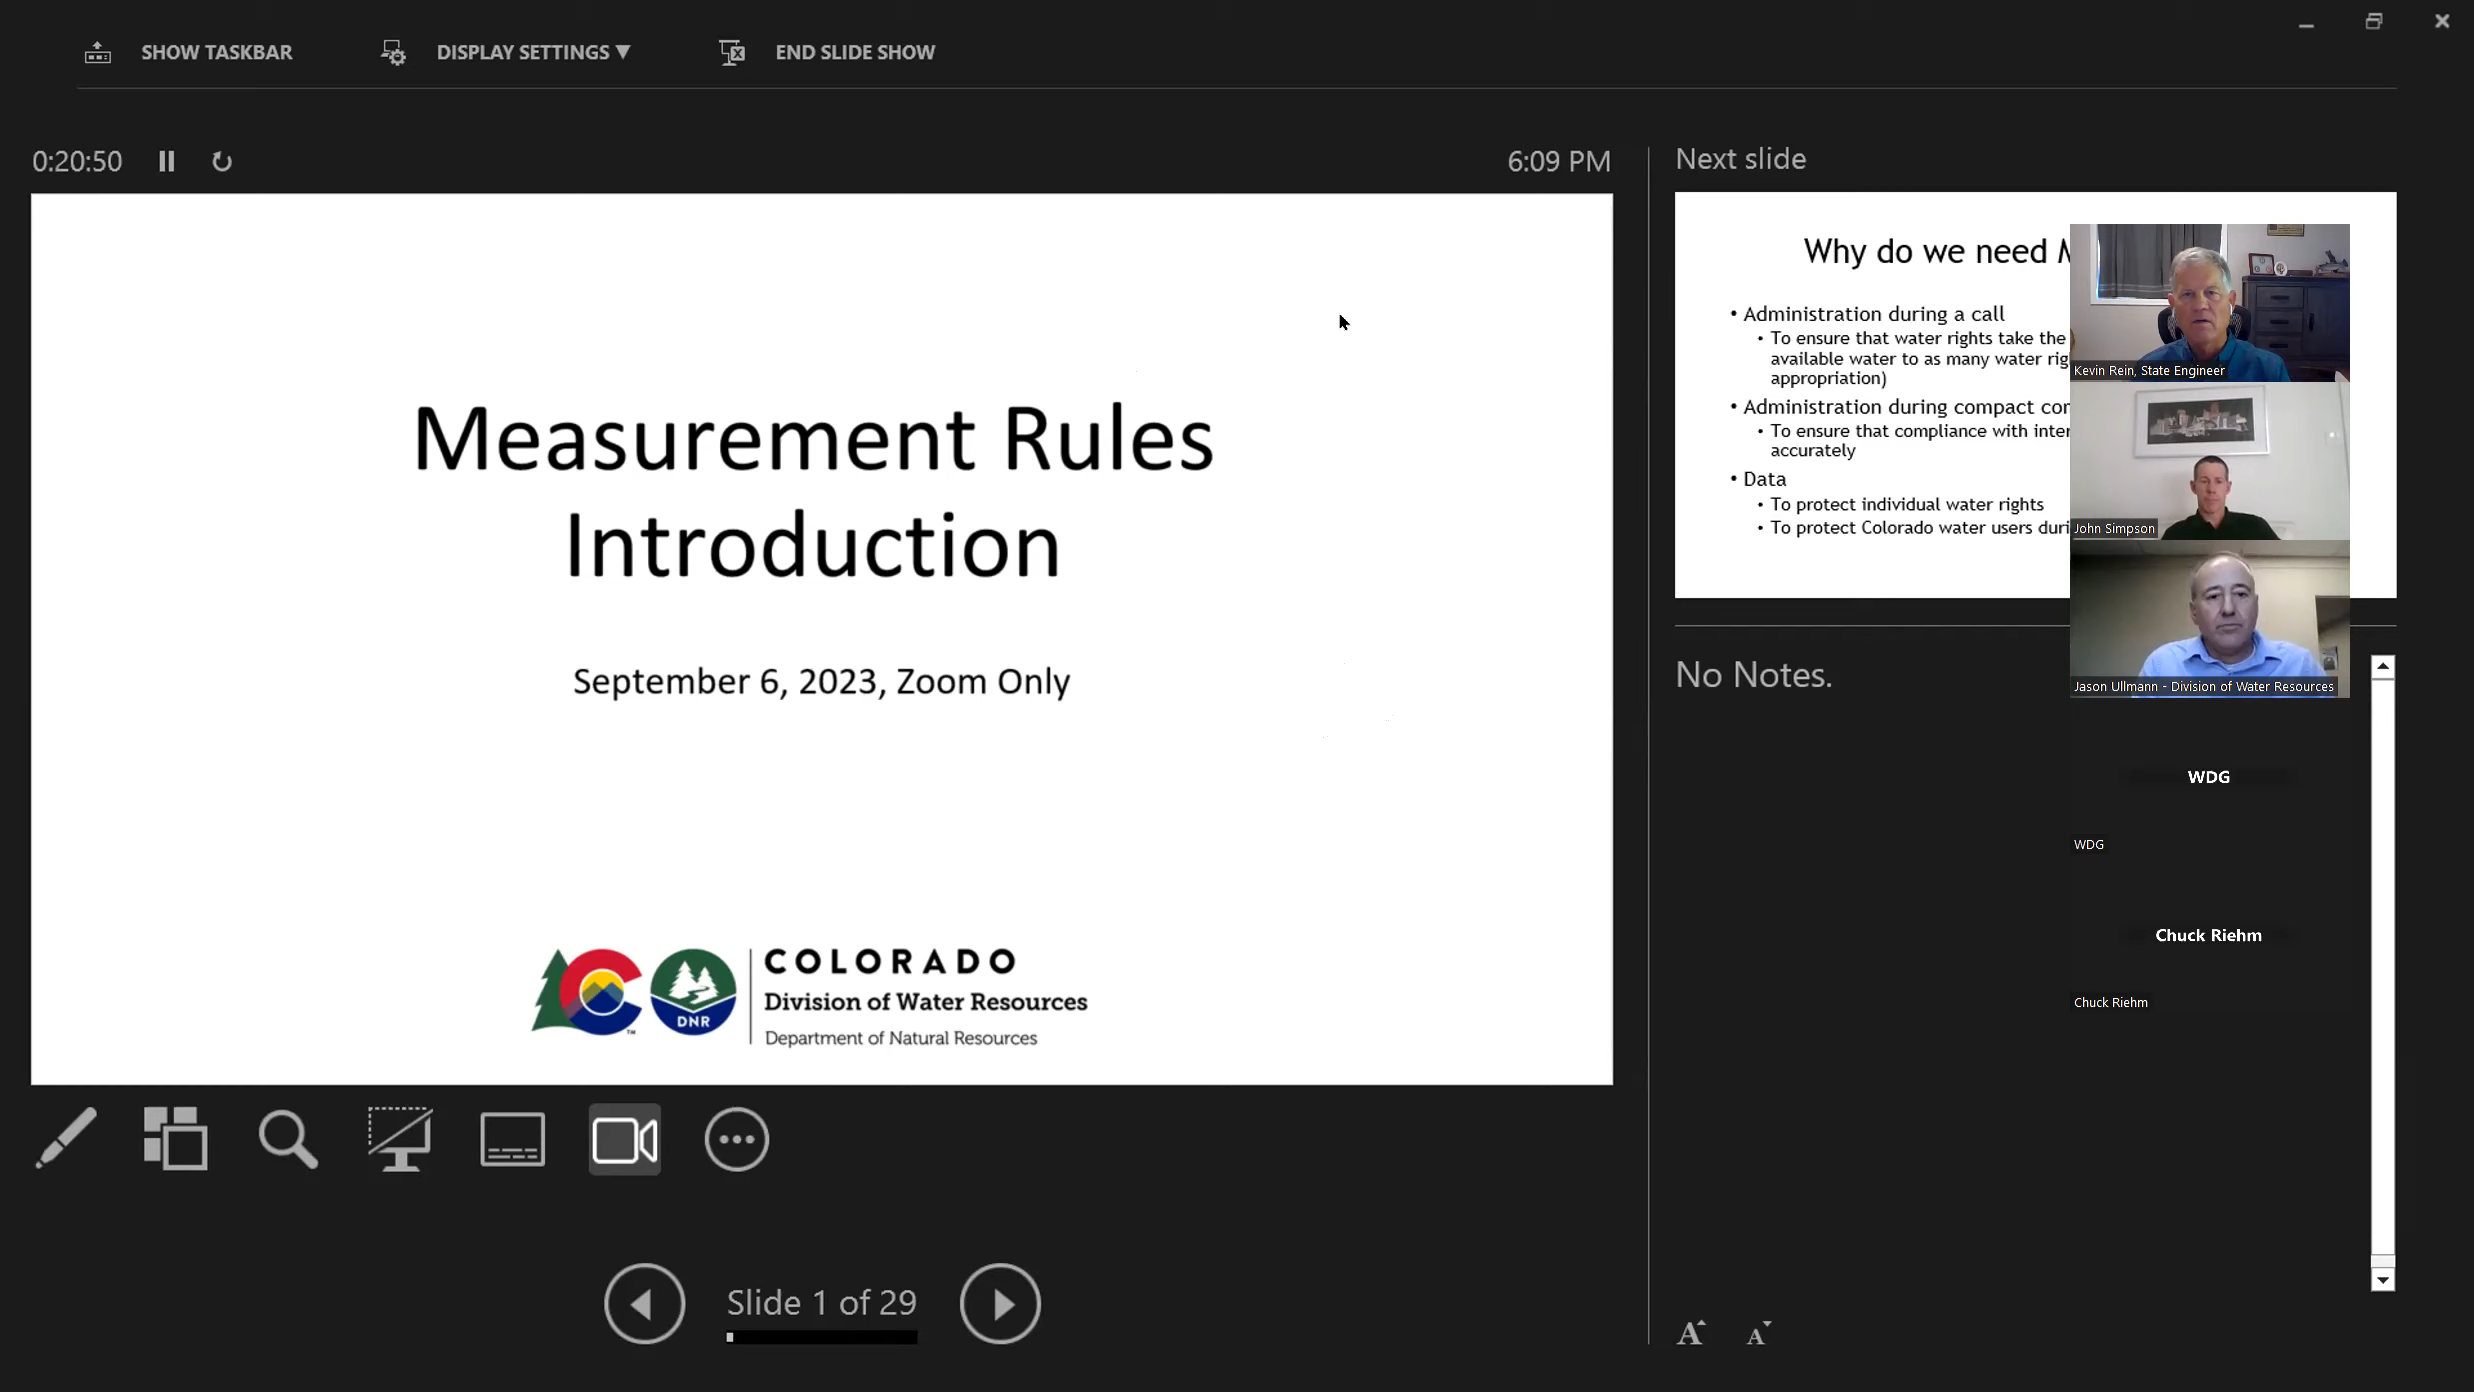 SHOW TASKBAR
DISPLAY SETTINGS ▼
END SLIDE SHOW
0:20:50
6:09 PM
Measurement Rules
Introduction
September 6, 2023, Zoom Only
DNR
COLORADO
Division of Water Resources
Department of Natural Resources
Slide 1 of 29
Next slide
Why do we need
• Administration during a call
• To ensure that water rights take the
available water to as many water
appropriation)
• Administration during compact
• To ensure that compliance with
accurately
• Data
• To protect individual water rights
• To protect Colorado water users
Kevin Rein, State Engineer
John Simpson
Jason Ullmann - Division of Water Resources
No Notes.
WDG
WDG
Chuck Riehm
Chuck Riehm
A A